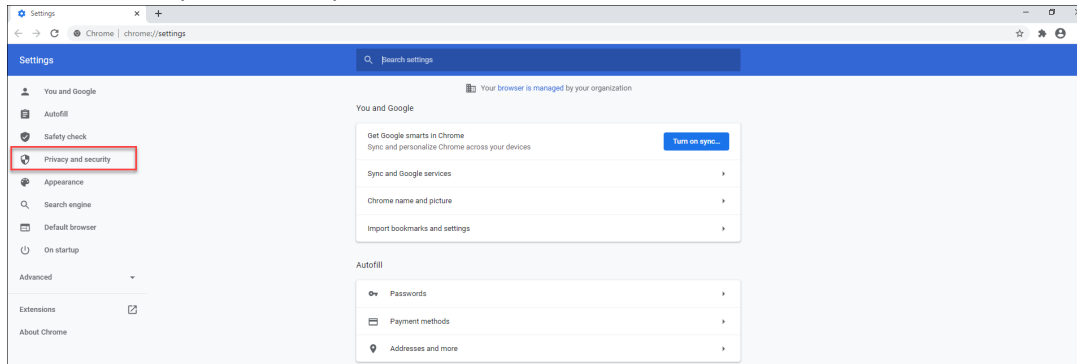 Settings
Chrome | chrome://settings
Settings
Search settings
You and Google
Autofill
Safety check
Privacy and security
Appearance
Search engine
Default browser
On startup
Advanced
Extensions
About Chrome
Your browser is managed by your organization
You and Google
Get Google smarts in Chrome
Sync and personalize Chrome across your devices
Turn on sync...
Sync and Google services
Chrome name and picture
Import bookmarks and settings
Autofill
Passwords
Payment methods
Addresses and more